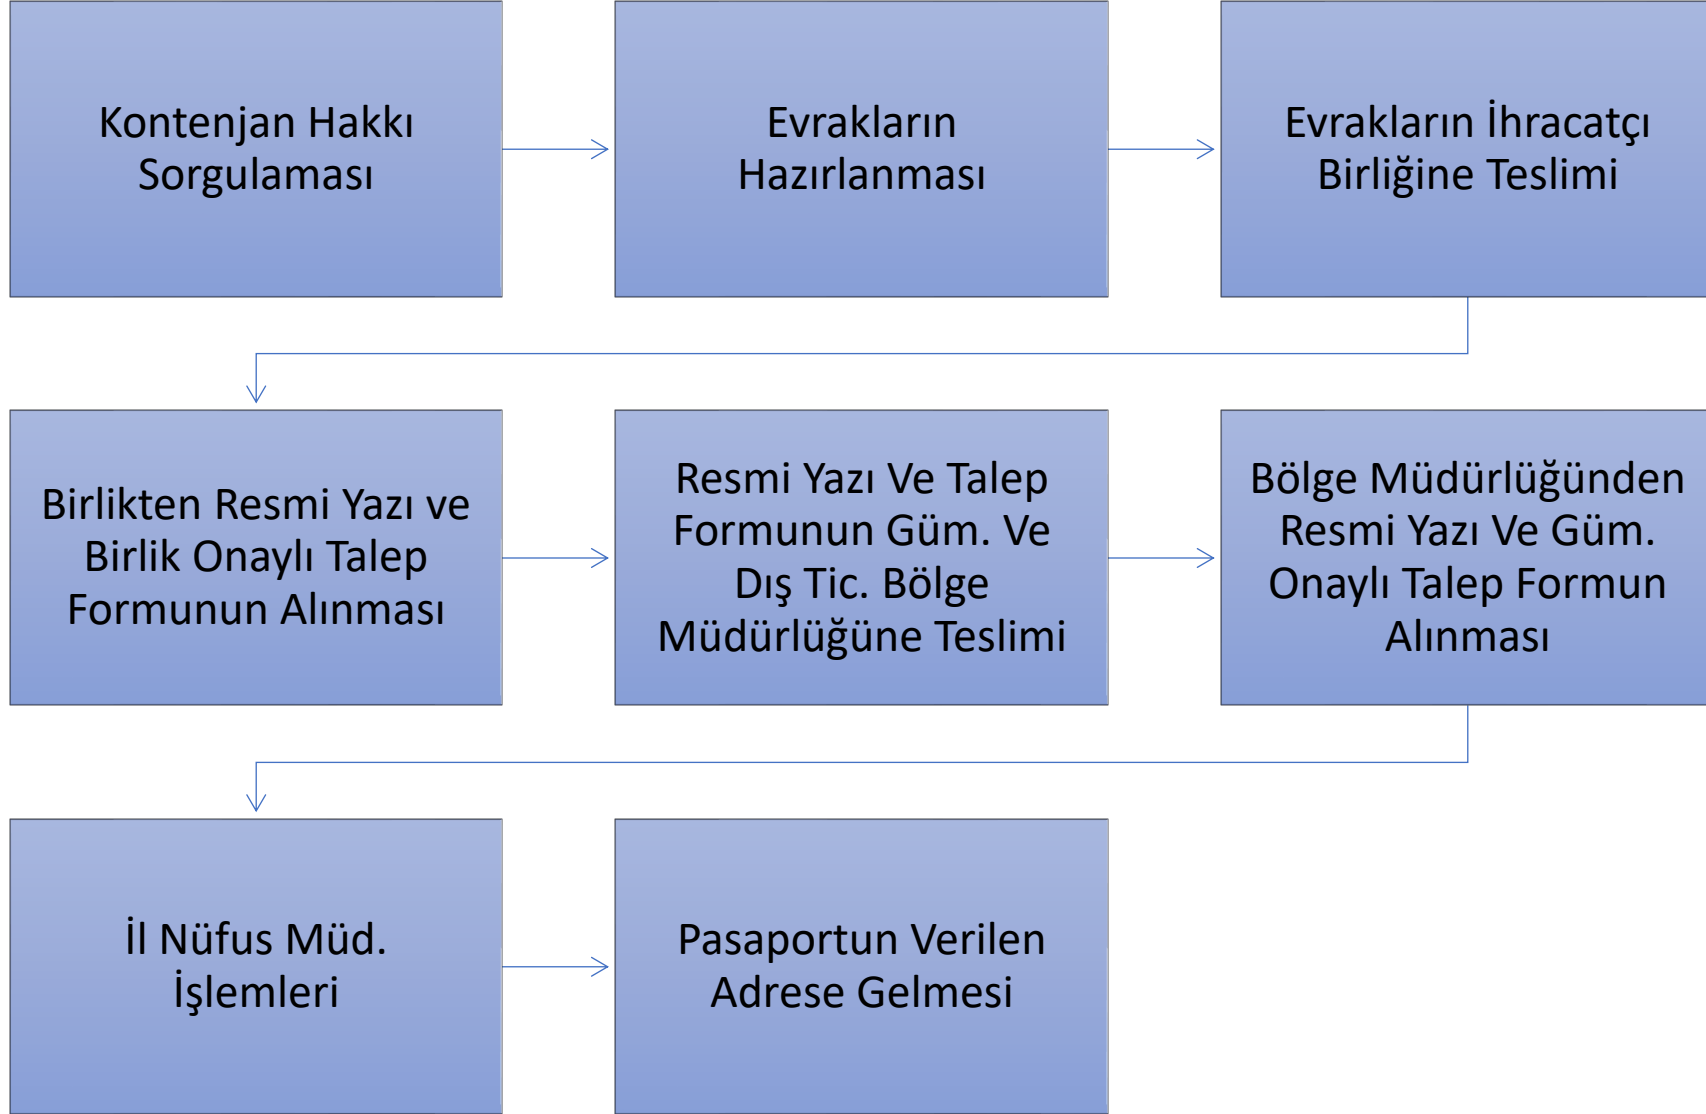 Kontenjan Hakkı
Sorgulaması
Evrakların
Hazırlanması
Evrakların İhracatçı
Birliğine Teslimi
Birlikten Resmi Yazı ve
Birlik Onaylı Talep
Formunun Alınması
Resmi Yazı Ve Talep
Formunun Güm. Ve
Dış Tic. Bölge
Müdürlüğüne Teslimi
Bölge Müdürlüğünden
Resmi Yazı Ve Güm.
Onaylı Talep Formun
Alınması
İl Nüfus Müd.
İşlemleri
Pasaportun Verilen
Adrese Gelmesi